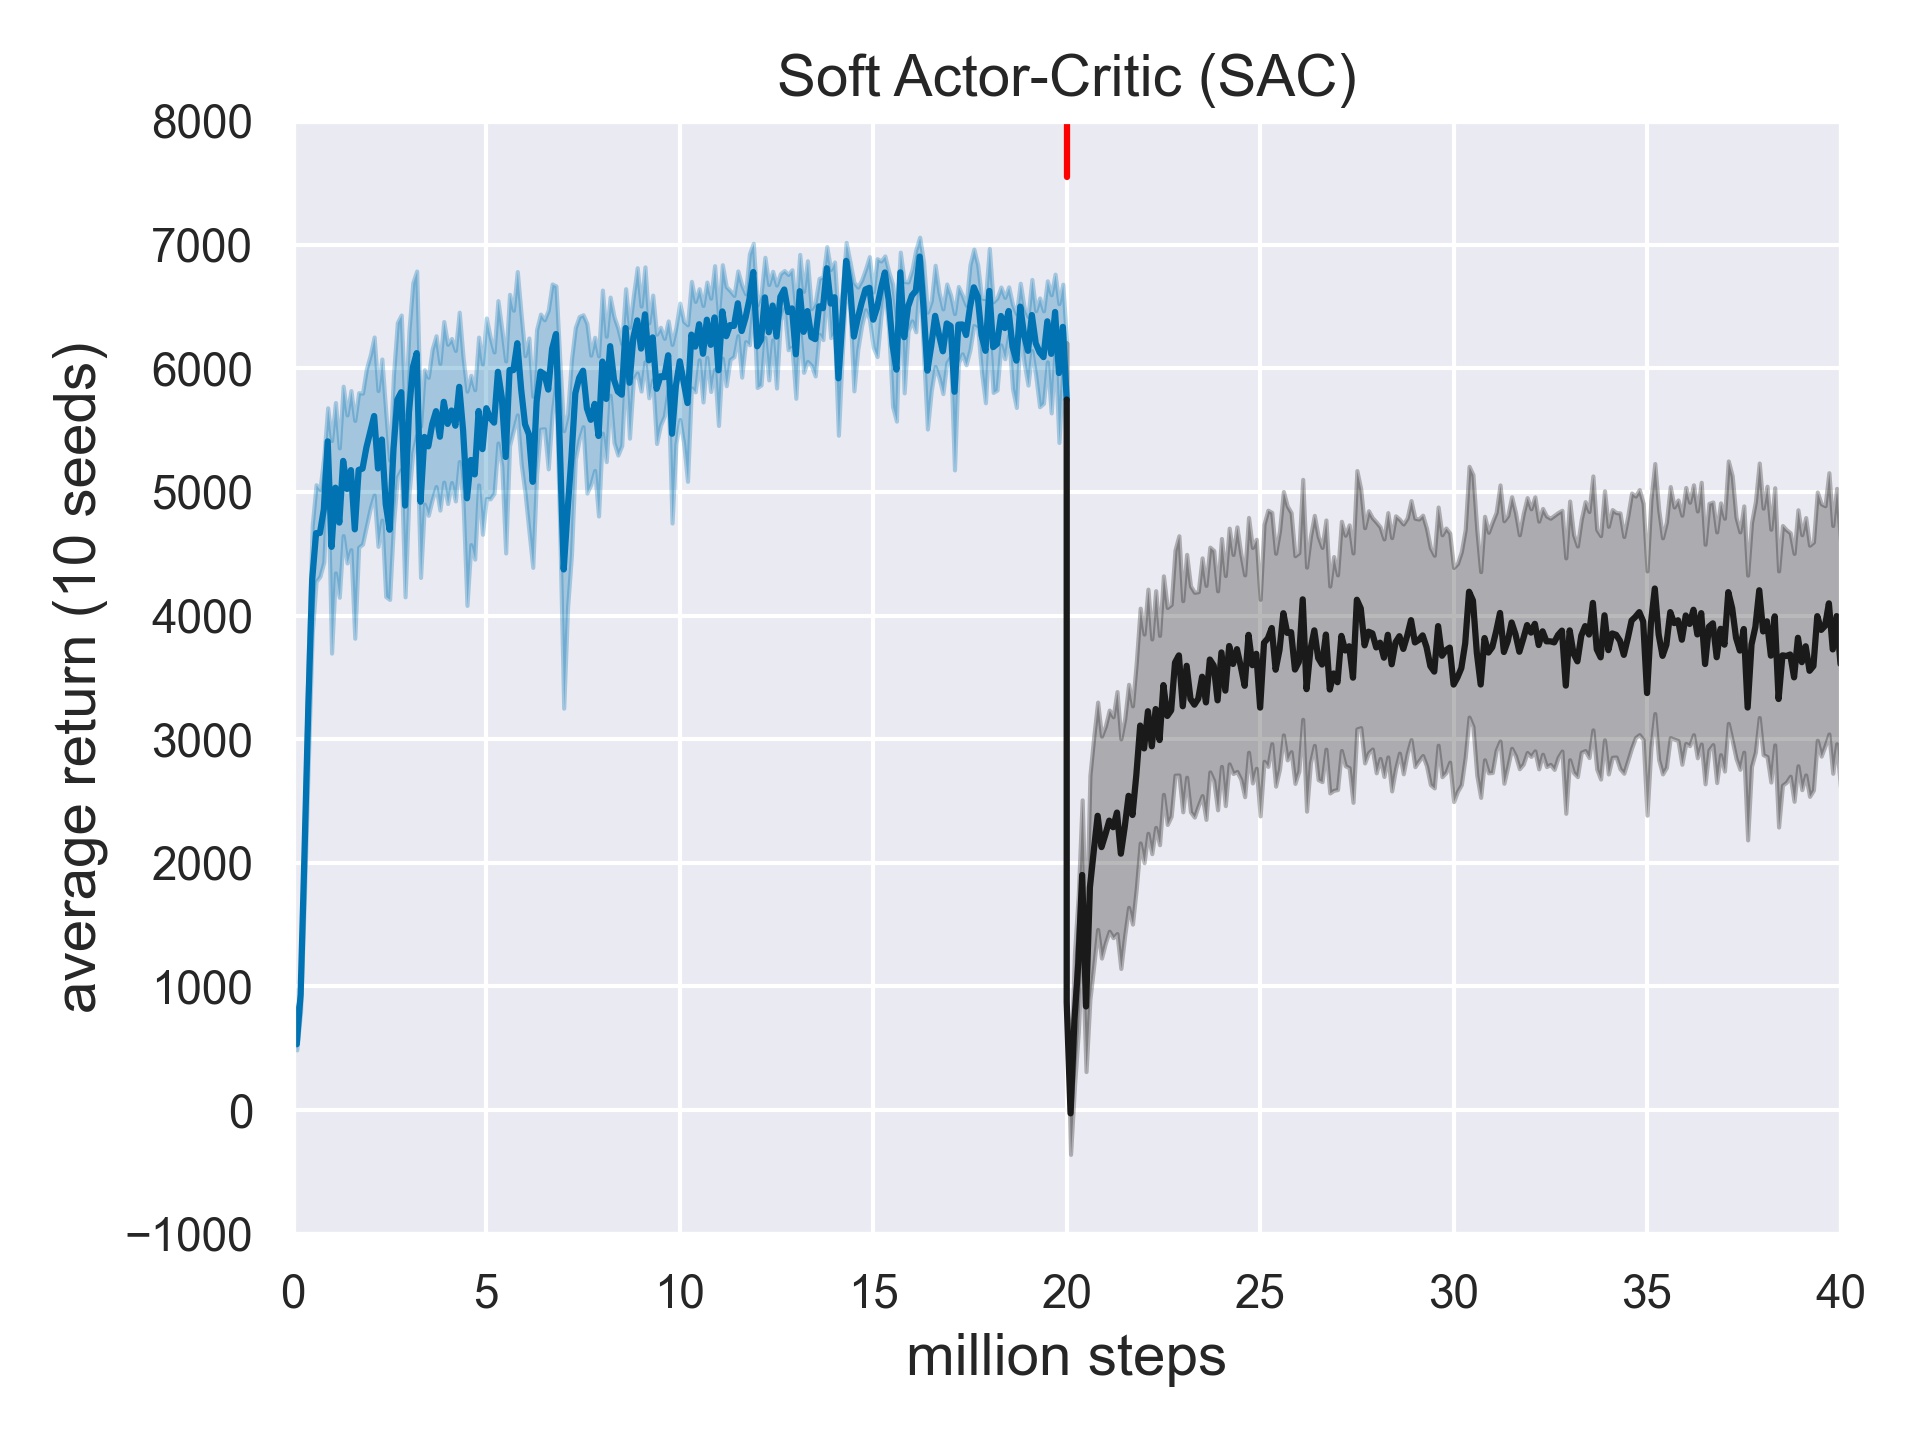 Soft Actor-Critic (SAC)
8000
7000
6000
5000
4000
3000
2000
1000
0
−1000
average return (10 seeds)
0 5 10 15 20 25 30 35 40
million steps